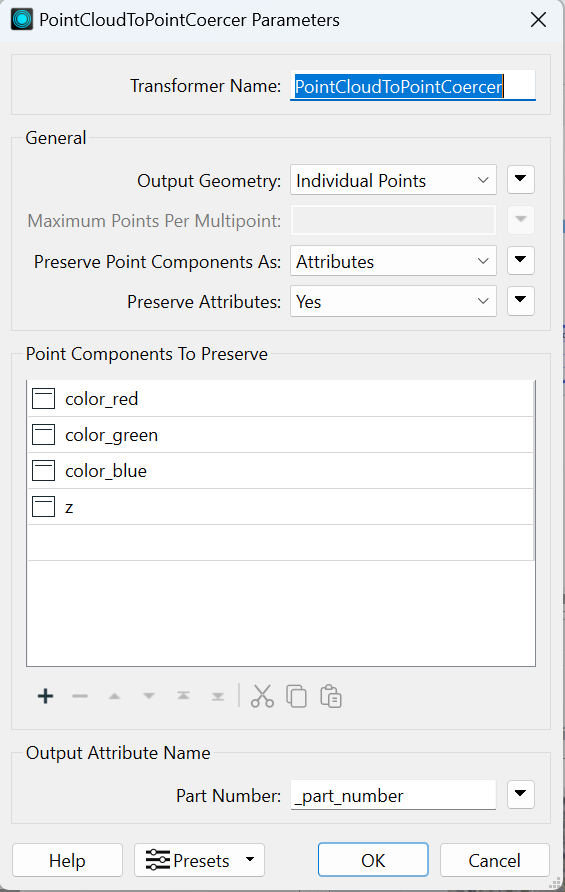 PointCloudToPointCoercer Parameters
Transformer Name: PointCloudToPointCoercer
General
Output Geometry: Individual Points
Maximum Points Per Multipoint:
Preserve Point Components As: Attributes
Preserve Attributes: Yes
Point Components To Preserve
color_red
color_green
color_blue
z
Output Attribute Name
Part Number: _part_number
Help Presets OK Cancel